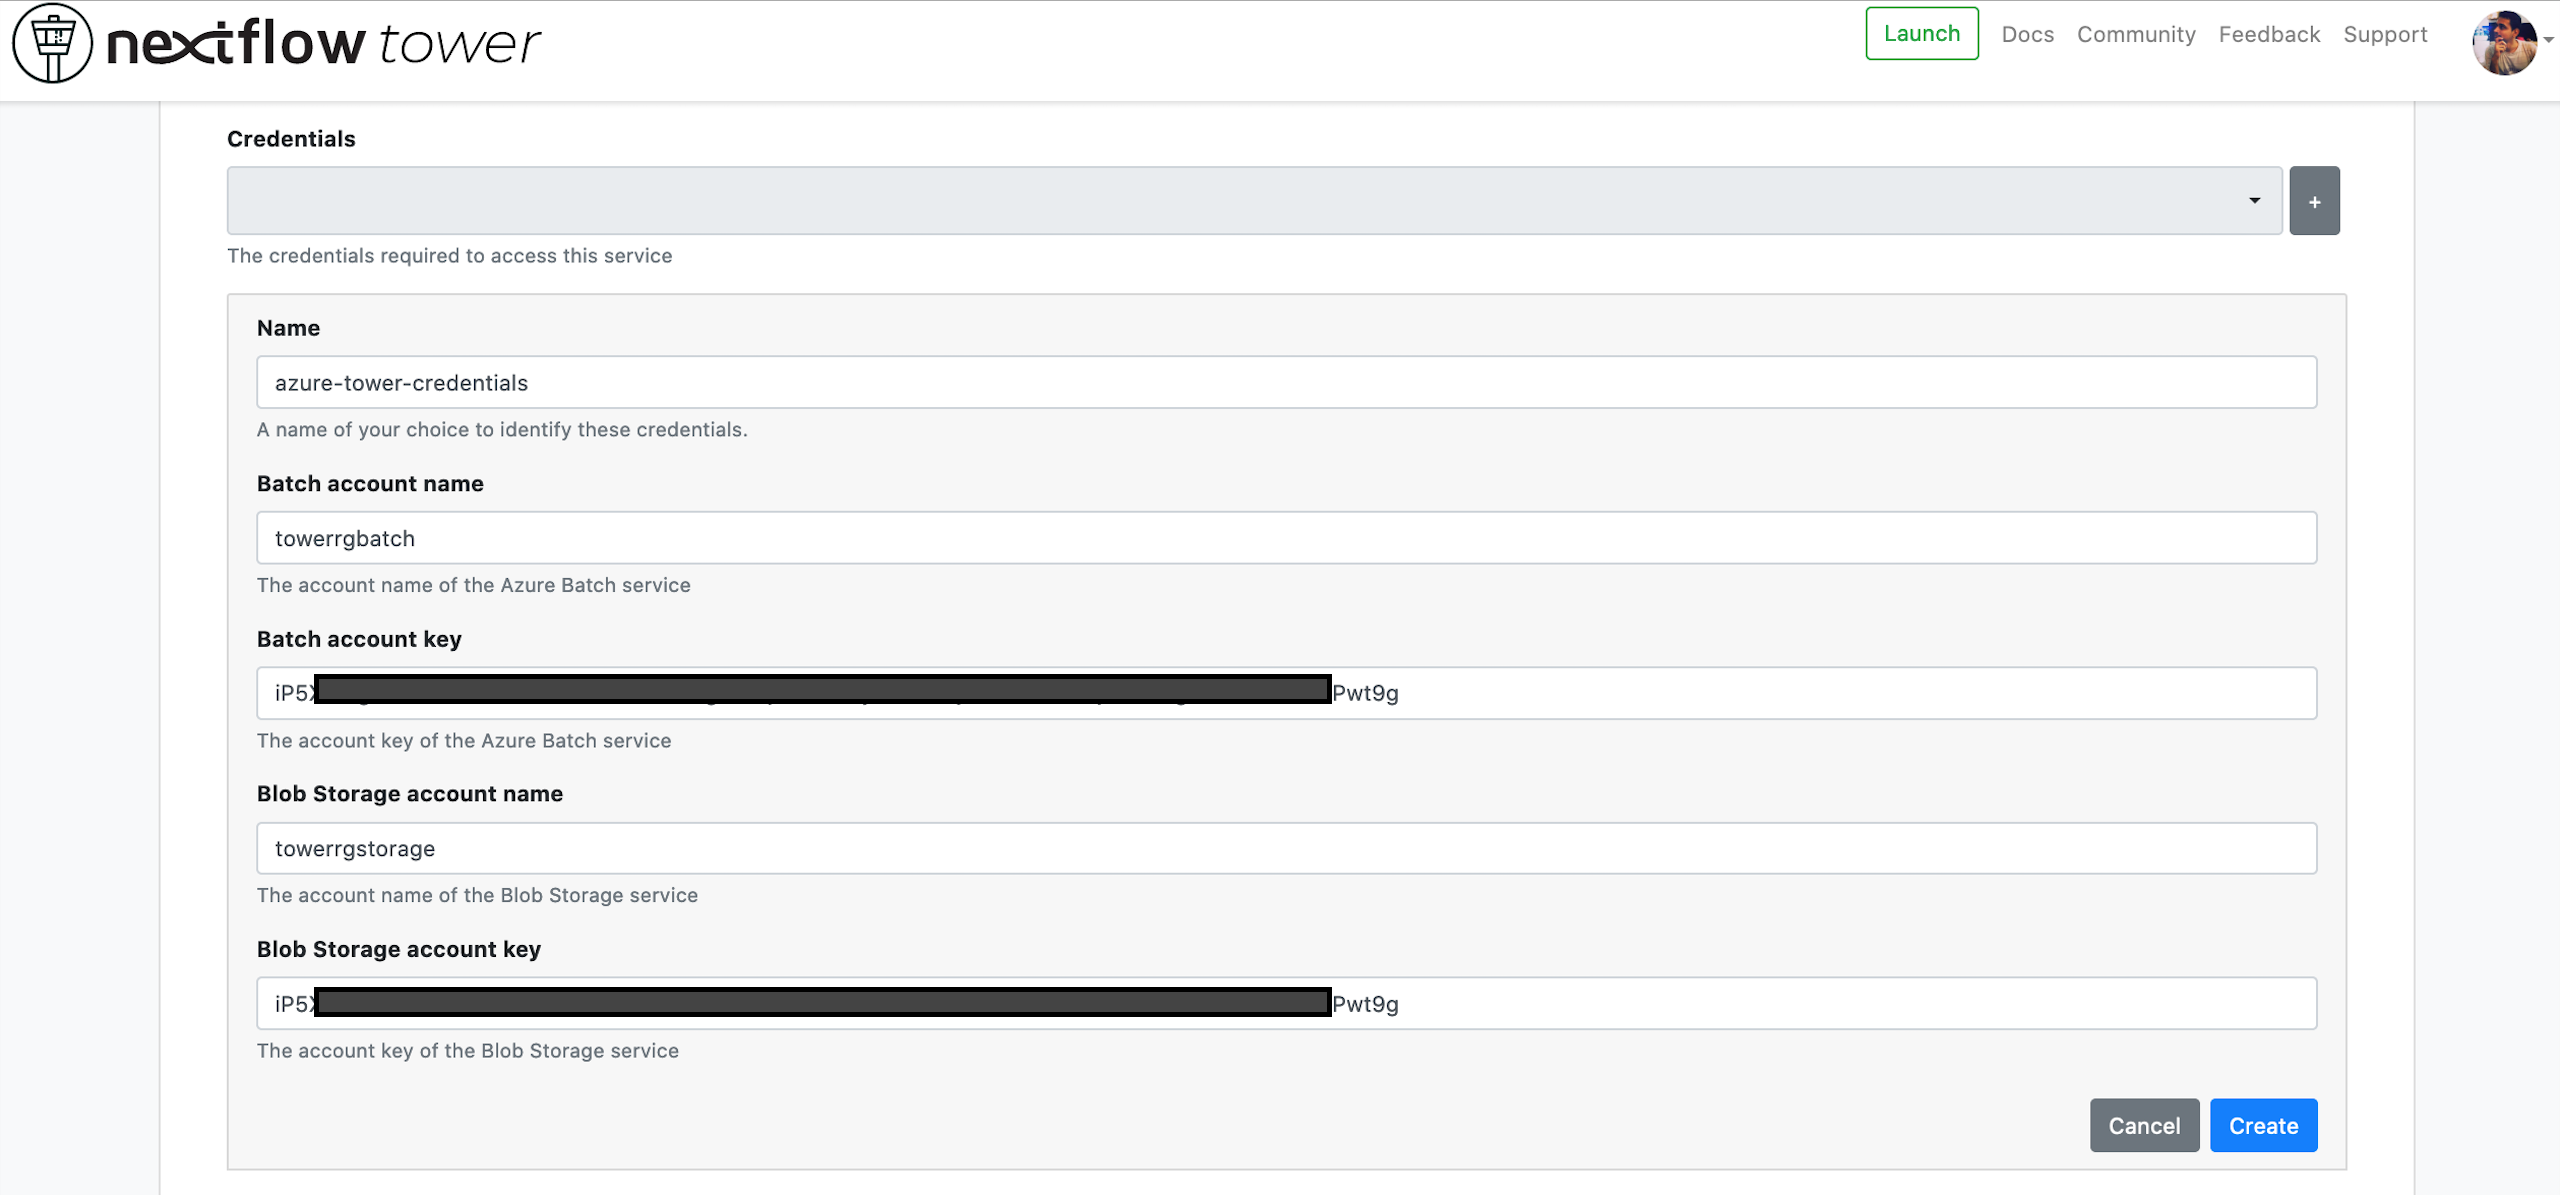 nextflow tower
Launch Docs Community Feedback Support
Credentials
+
The credentials required to access this service
Name
azure-tower-credentials
A name of your choice to identify these credentials.
Batch account name
towerrgbatch
The account name of the Azure Batch service
Batch account key
iP5 Pwt9g
The account key of the Azure Batch service
Blob Storage account name
towerrgstorage
The account name of the Blob Storage service
Blob Storage account key
iP5 Pwt9g
The account key of the Blob Storage service
Cancel Create